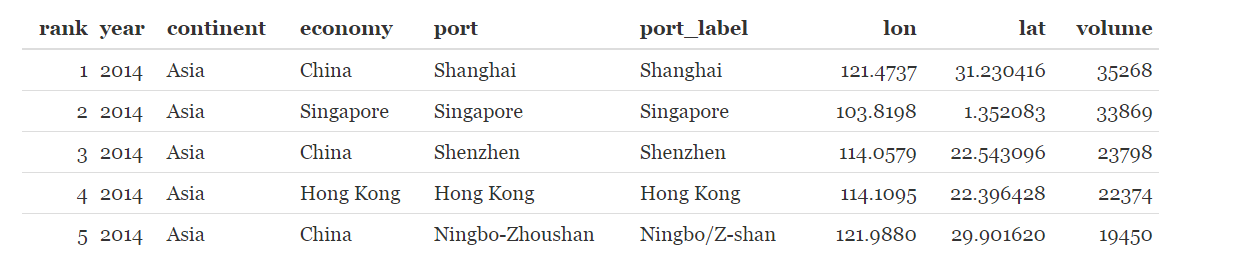 rank year continent economy port port_label lon lat volume
1 2014 Asia China Shanghai Shanghai 121.4737 31.230416 35268
2 2014 Asia Singapore Singapore Singapore 103.8198 1.352083 33869
3 2014 Asia China Shenzhen Shenzhen 114.0579 22.543096 23798
4 2014 Asia Hong Kong Hong Kong Hong Kong 114.1095 22.396428 22374
5 2014 Asia China Ningbo-Zhoushan Ningbo/Z-shan 121.9880 29.901620 19450